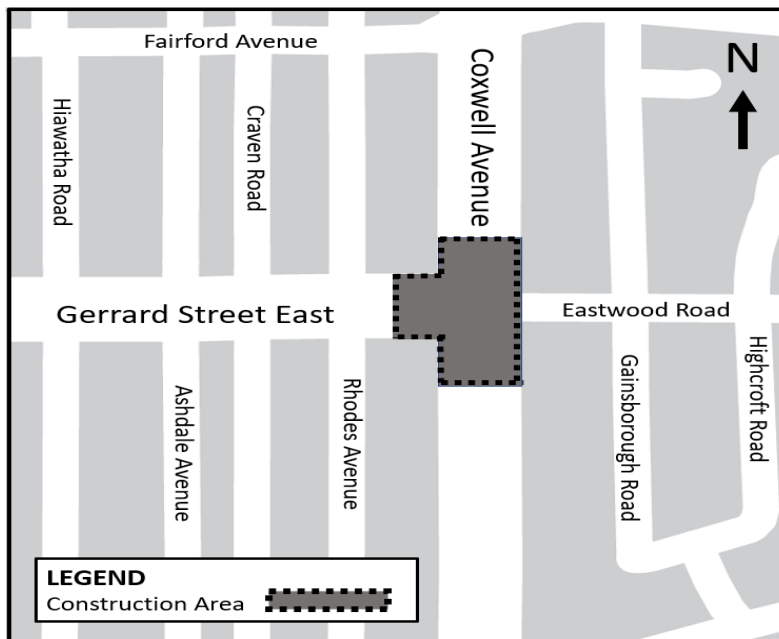 Fairford Avenue
Coxwell Avenue
N
Hiawatha Road
Craven Road
Gerrard Street East
Eastwood Road
Ashdale Avenue
Rhodes Avenue
Gainsborough Road
Highcroft Road
LEGEND
Construction Area